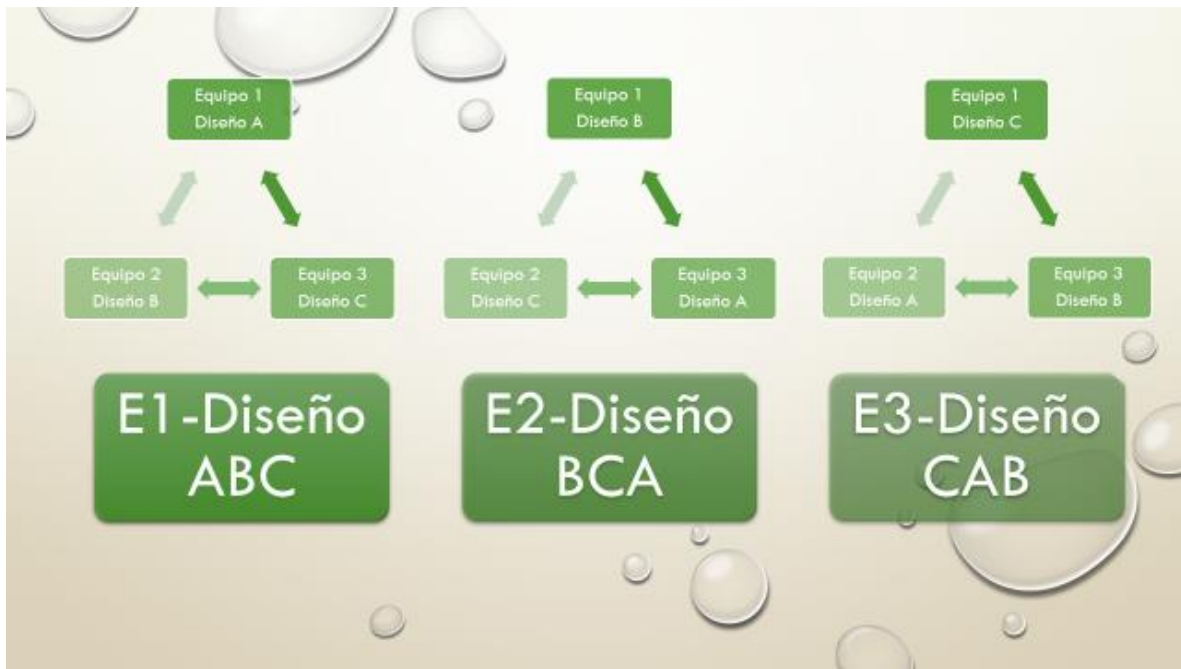 Equipo 1
Diseño A
Equipo 2
Diseño B
Equipo 3
Diseño C
Equipo 1
Diseño B
Equipo 2
Diseño C
Equipo 3
Diseño A
Equipo 1
Diseño C
Equipo 2
Diseño A
Equipo 3
Diseño B
E1-Diseño
ABC
E2-Diseño
BCA
E3-Diseño
CAB